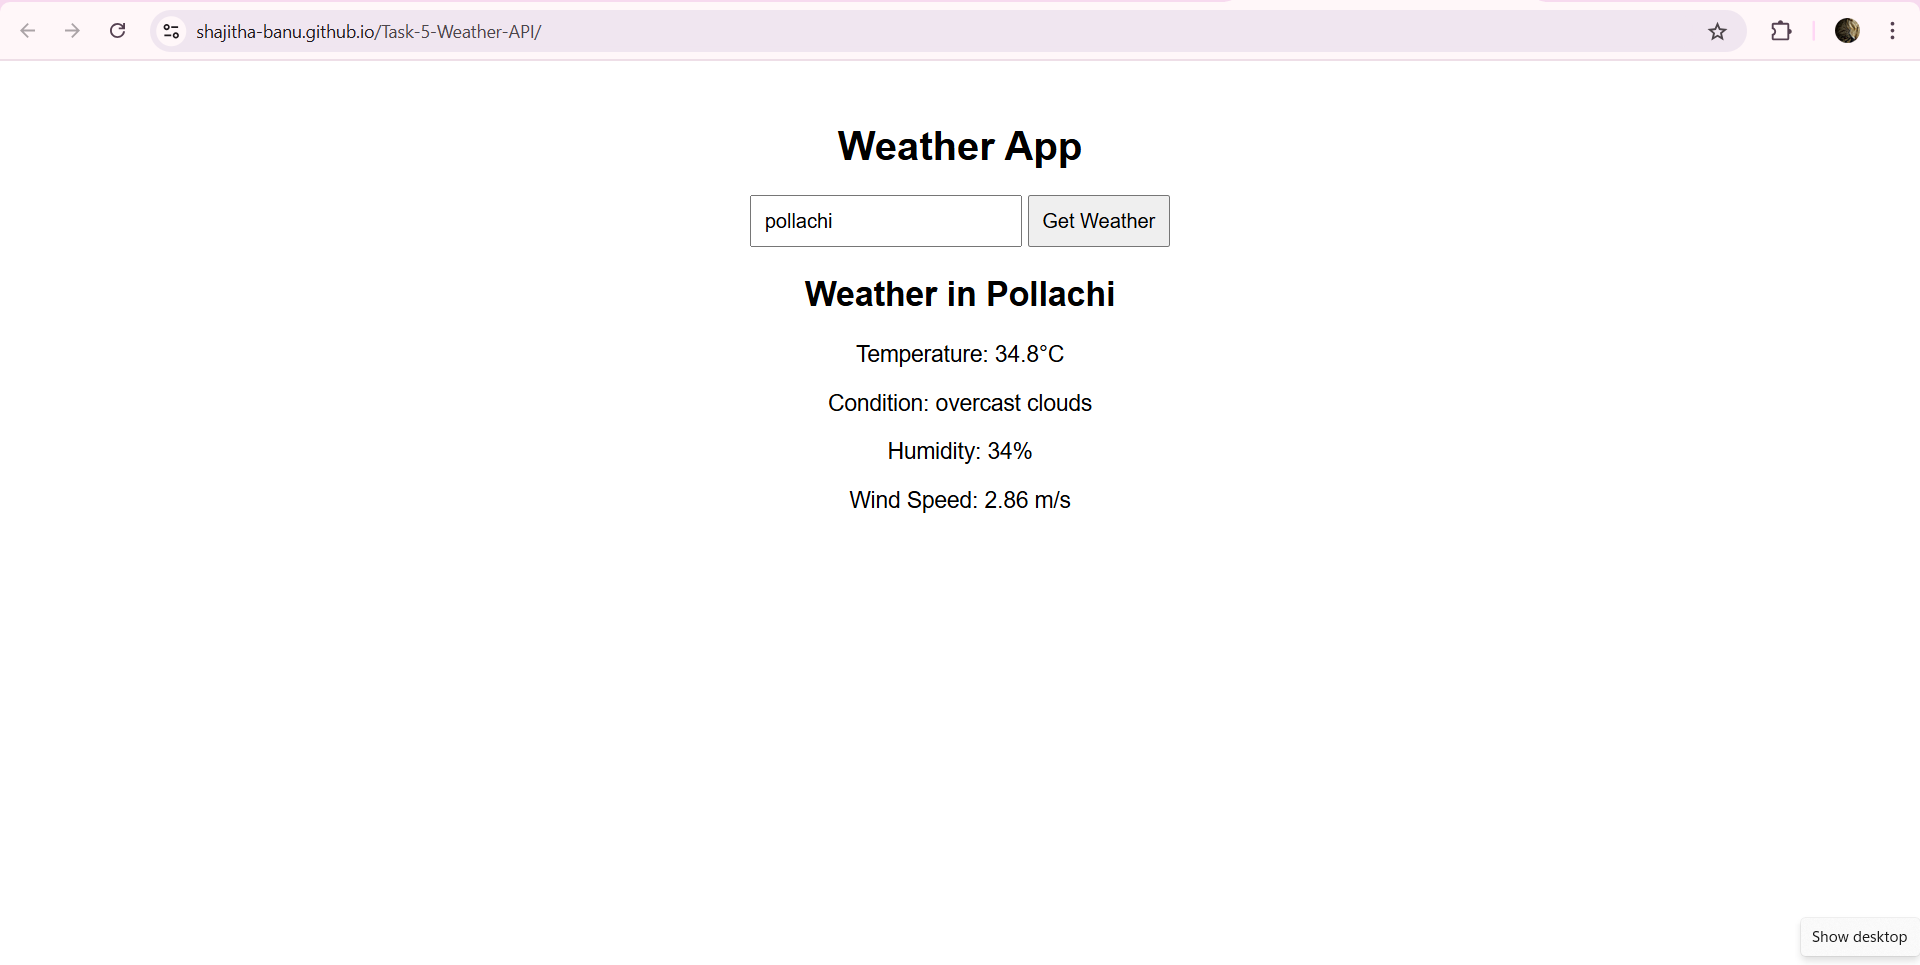 shajitha-banu.github.io/Task-5-Weather-API/
Weather App
pollachi Get Weather
Weather in Pollachi
Temperature: 34.8°C
Condition: overcast clouds
Humidity: 34%
Wind Speed: 2.86 m/s
Show desktop